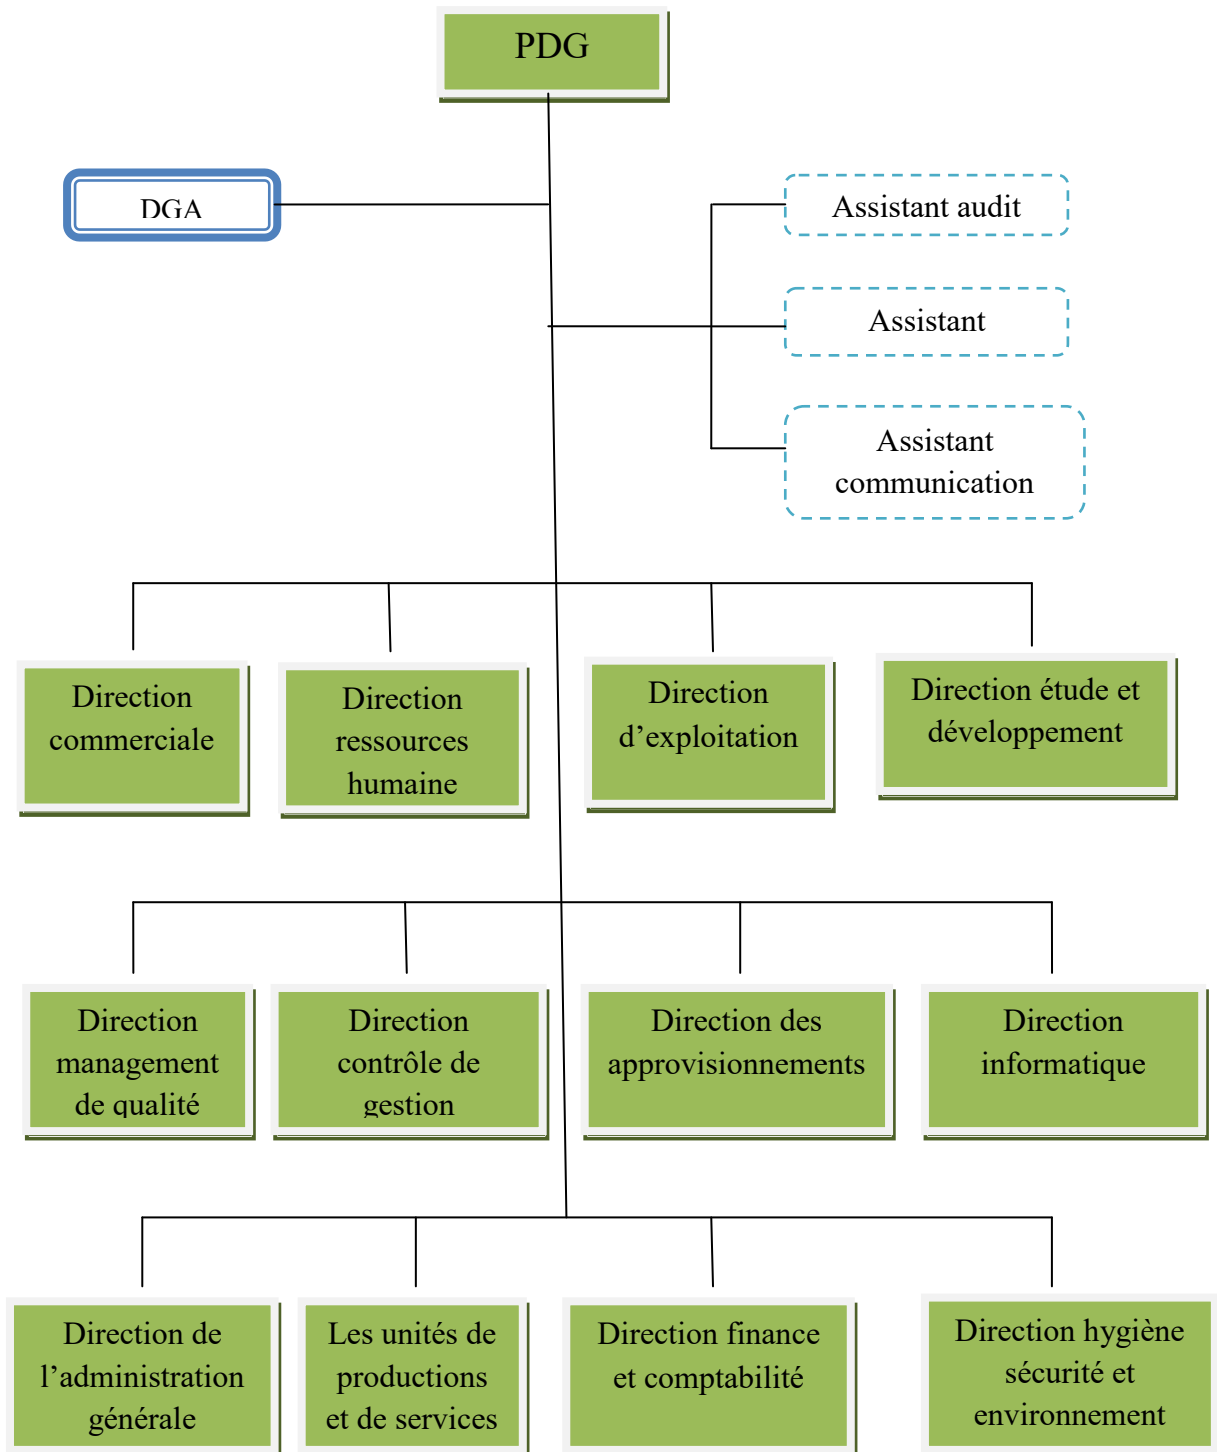 PDG
DGA
Assistant audit
Assistant
Assistant
communication
Direction
commerciale
Direction
ressources
humaine
Direction
d’exploitation
Direction étude et
développement
Direction
management
de qualité
Direction
contrôle de
gestion
Direction des
approvisionnements
Direction
informatique
Direction de
l’administration
générale
Les unités de
productions
et de services
Direction finance
et comptabilité
Direction hygiène
sécurité et
environnement